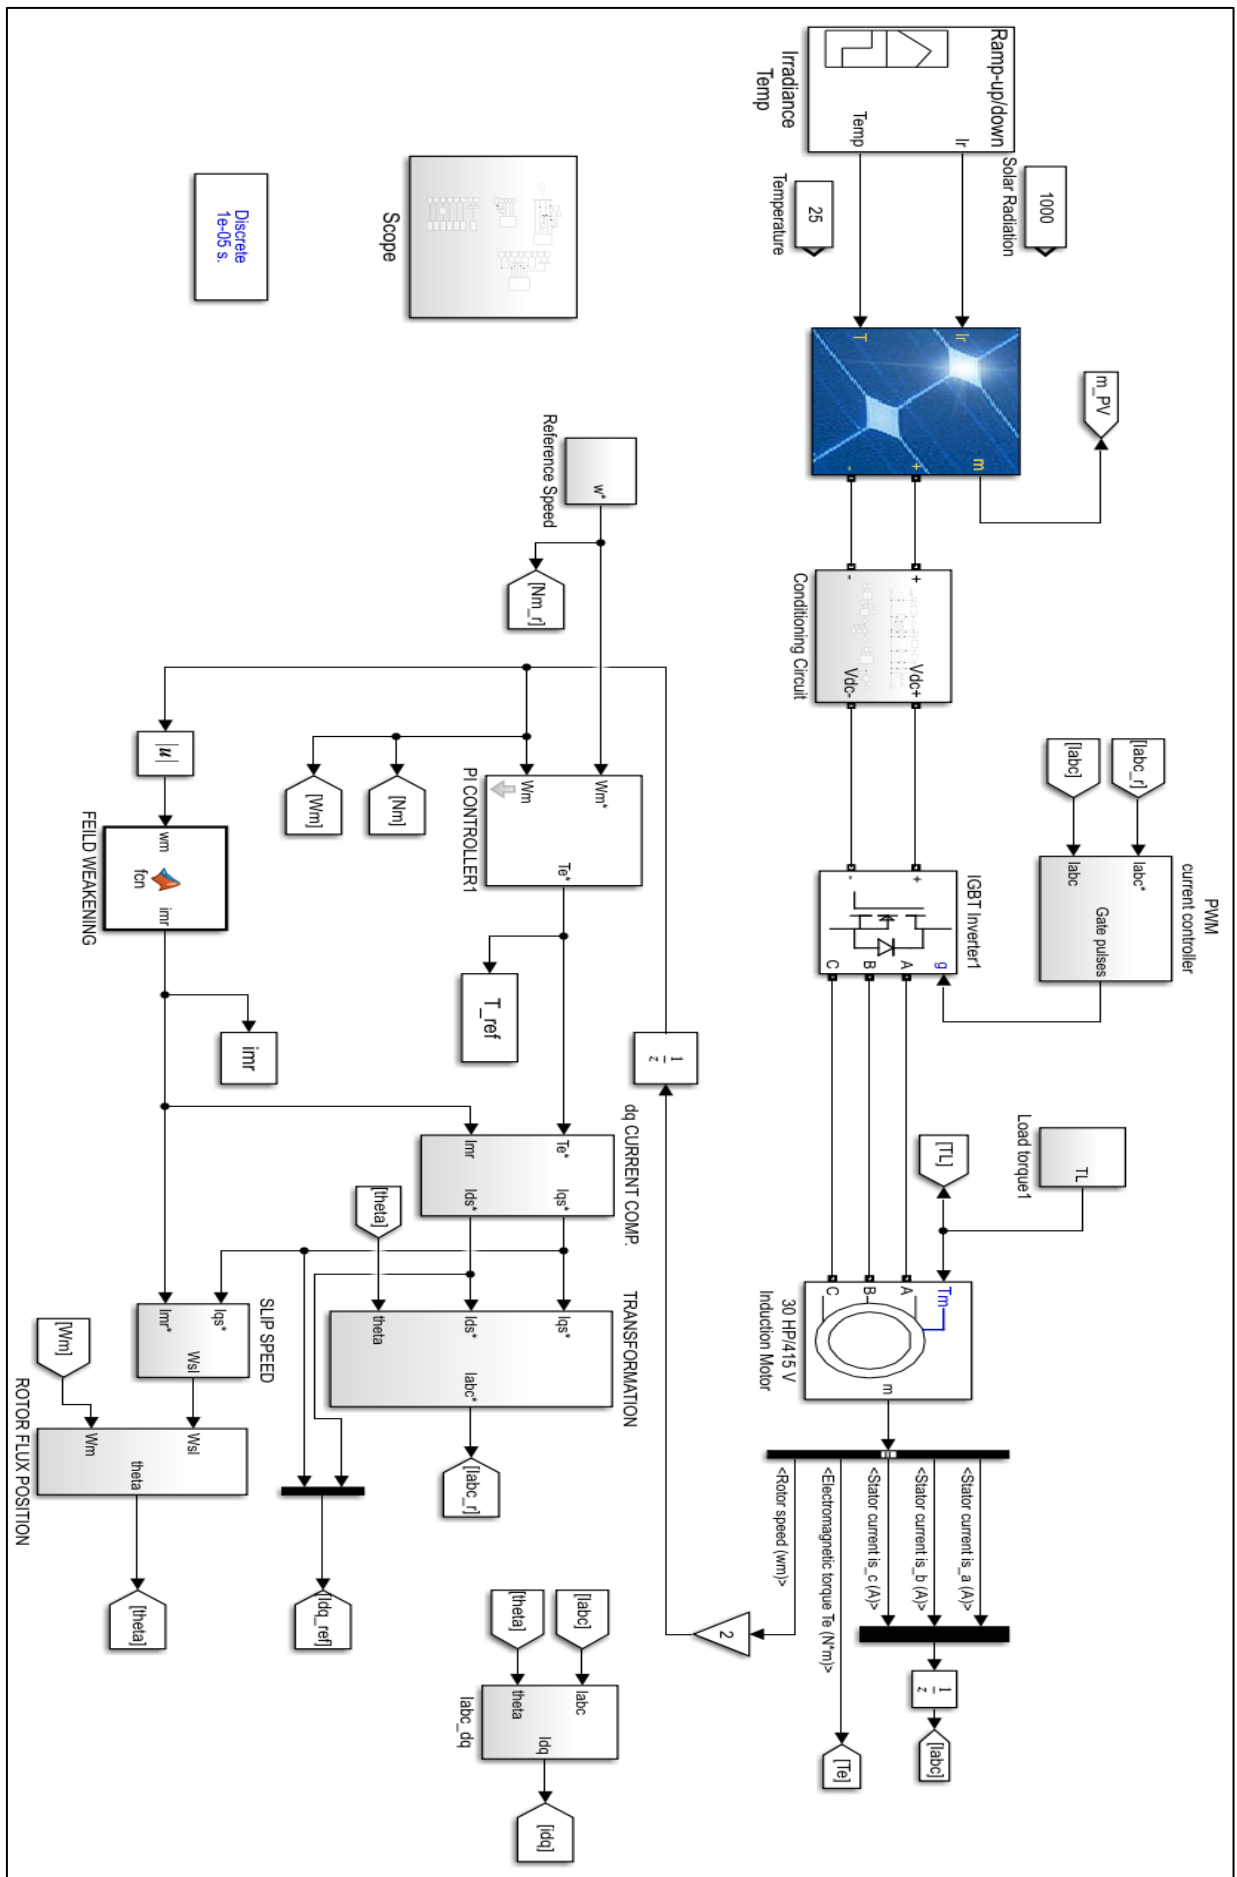 Ramp-up/down
Ir
Temp
Irradiance
Temp
1000
Solar Radiation
25
Temperature
Ir
T
m
+
-
m_PV
+
-
Vdc+
Vdc-
Conditioning Circuit
[Iabc_r]
[Iabc]
PWM
current controller
Iabc*
Iabc
Gate pulses
IGBT Inverter1
+
-
g
A
B
C
Load torque1
TL
[TL]
Tm
A
B
C
m
30 HP/415 V
Induction Motor
<Stator current is_a (A)>
<Stator current is_b (A)>
<Stator current is_c (A)>
<Electromagnetic torque Te (N*m)>
<Rotor speed (wm)>
1
z
[Iabc]
[Te]
2
1
z
Scope
Discrete
1e-05 s.
w*
Reference Speed
[Nm_r]
Wm*
Wm
Te*
PI CONTROLLER1
[Nm]
[Wm]
T_ref
|u|
wm
fcn
imr
FEILD WEAKENING
imr
dq CURRENT COMP.
Te*
Imr
Iqs*
Ids*
[theta]
TRANSFORMATION
Iqs*
Ids*
theta
Iabc*
[Iabc_r]
SLIP SPEED
Iqs*
Imr*
Wsl
[Wm]
Wsl
Wm
theta
ROTOR FLUX POSITION
[theta]
[Idq_ref]
[Iabc]
[theta]
Iabc
theta
Idq
Iabc_dq
[idq]